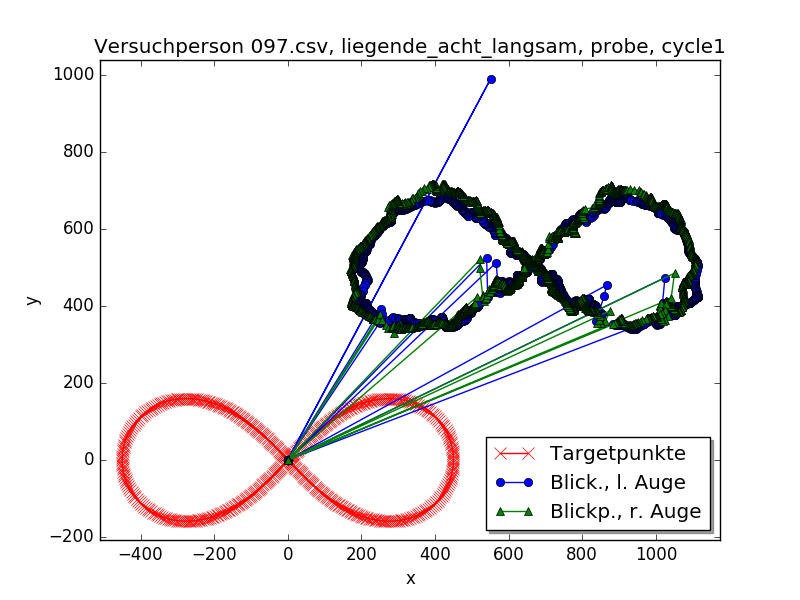 Versuchperson 097.csv, liegende_acht_langsam, probe, cycle1
1000
800
600
400
200
0
−200
y
−400 −200 0 200 400 600 800 1000
x
Targetpunkte
Blick., l. Auge
Blickp., r. Auge